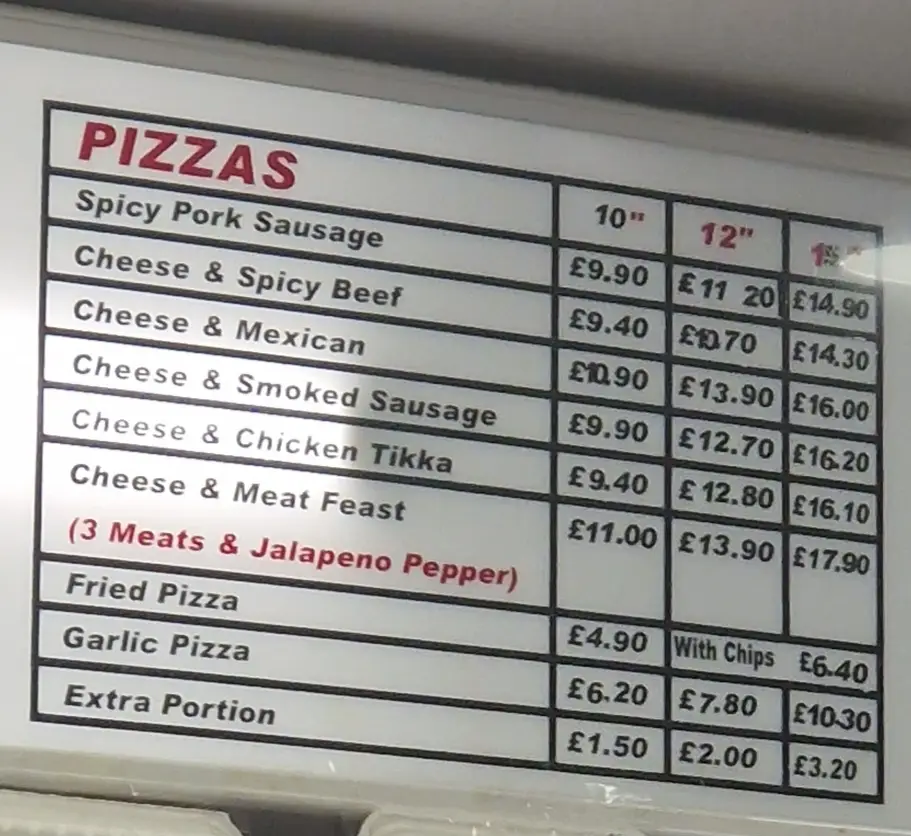 PIZZAS 10" 12"
Spicy Pork Sausage £9.90 £11 20 £14.90
Cheese & Spicy Beef £9.40 £10.70 £14.30
Cheese & Mexican £10.90 £13.90 £16.00
Cheese & Smoked Sausage £9.90 £12.70 £16.20
Cheese & Chicken Tikka £9.40 £12.80 £16.10
Cheese & Meat Feast £11.00 £13.90 £17.90
(3 Meats & Jalapeno Pepper)
Fried Pizza £4.90 With Chips £6.40
Garlic Pizza £6.20 £7.80 £10.30
Extra Portion £1.50 £2.00 £3.20